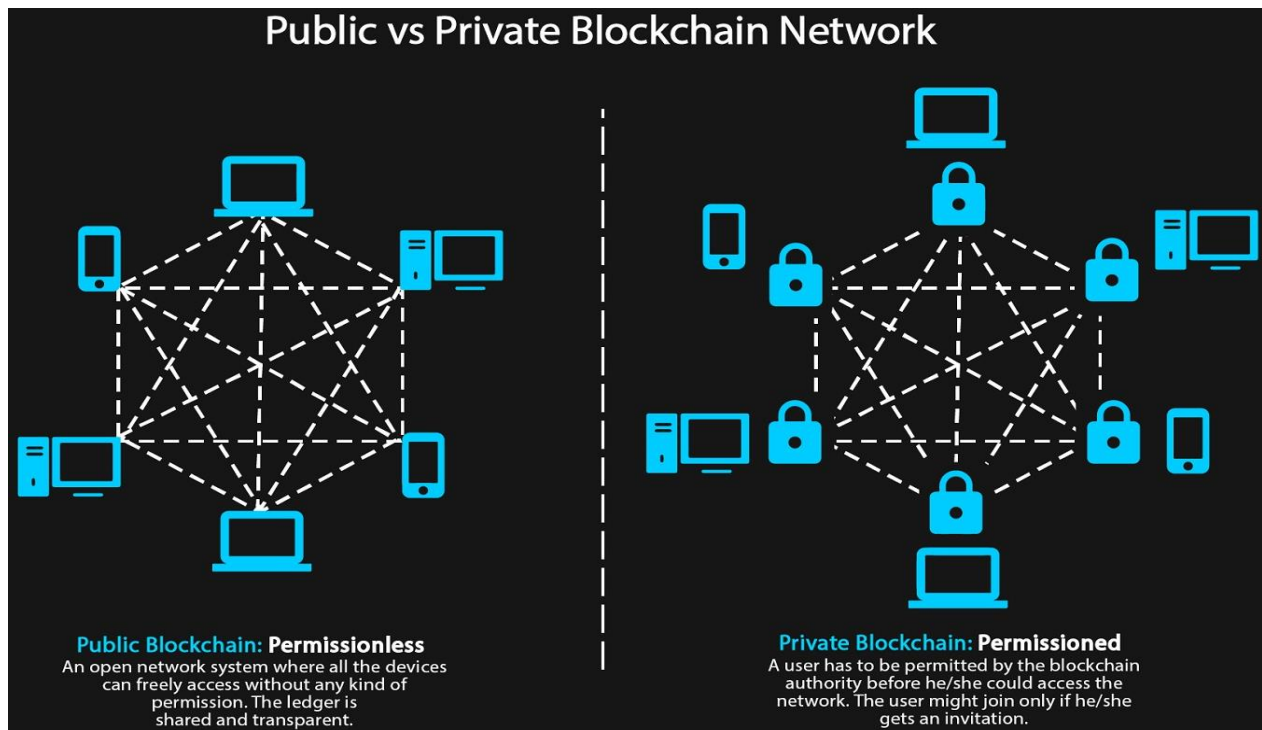 Public vs Private Blockchain Network
Public Blockchain: Permissionless
An open network system where all the devices
can freely access without any kind of
permission. The ledger is
shared and transparent.
Private Blockchain: Permissioned
A user has to be permitted by the blockchain
authority before he/she could access the
network. The user might join only if he/she
gets an invitation.